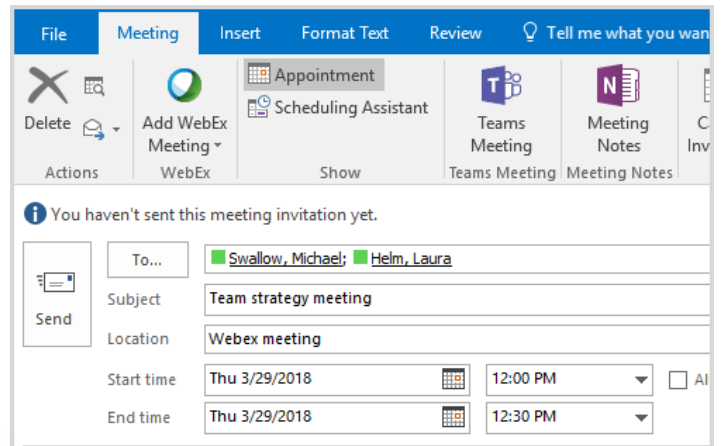 File Meeting Insert Format Text Review Tell me what you wan
Appointment
Scheduling Assistant
Delete Add WebEx Meeting Teams Meeting Meeting Notes
Actions WebEx Show Teams Meeting Meeting Notes
You haven't sent this meeting invitation yet.
To... Swallow, Michael; Helm, Laura
Send
Subject Team strategy meeting
Location Webex meeting
Start time Thu 3/29/2018 12:00 PM
End time Thu 3/29/2018 12:30 PM